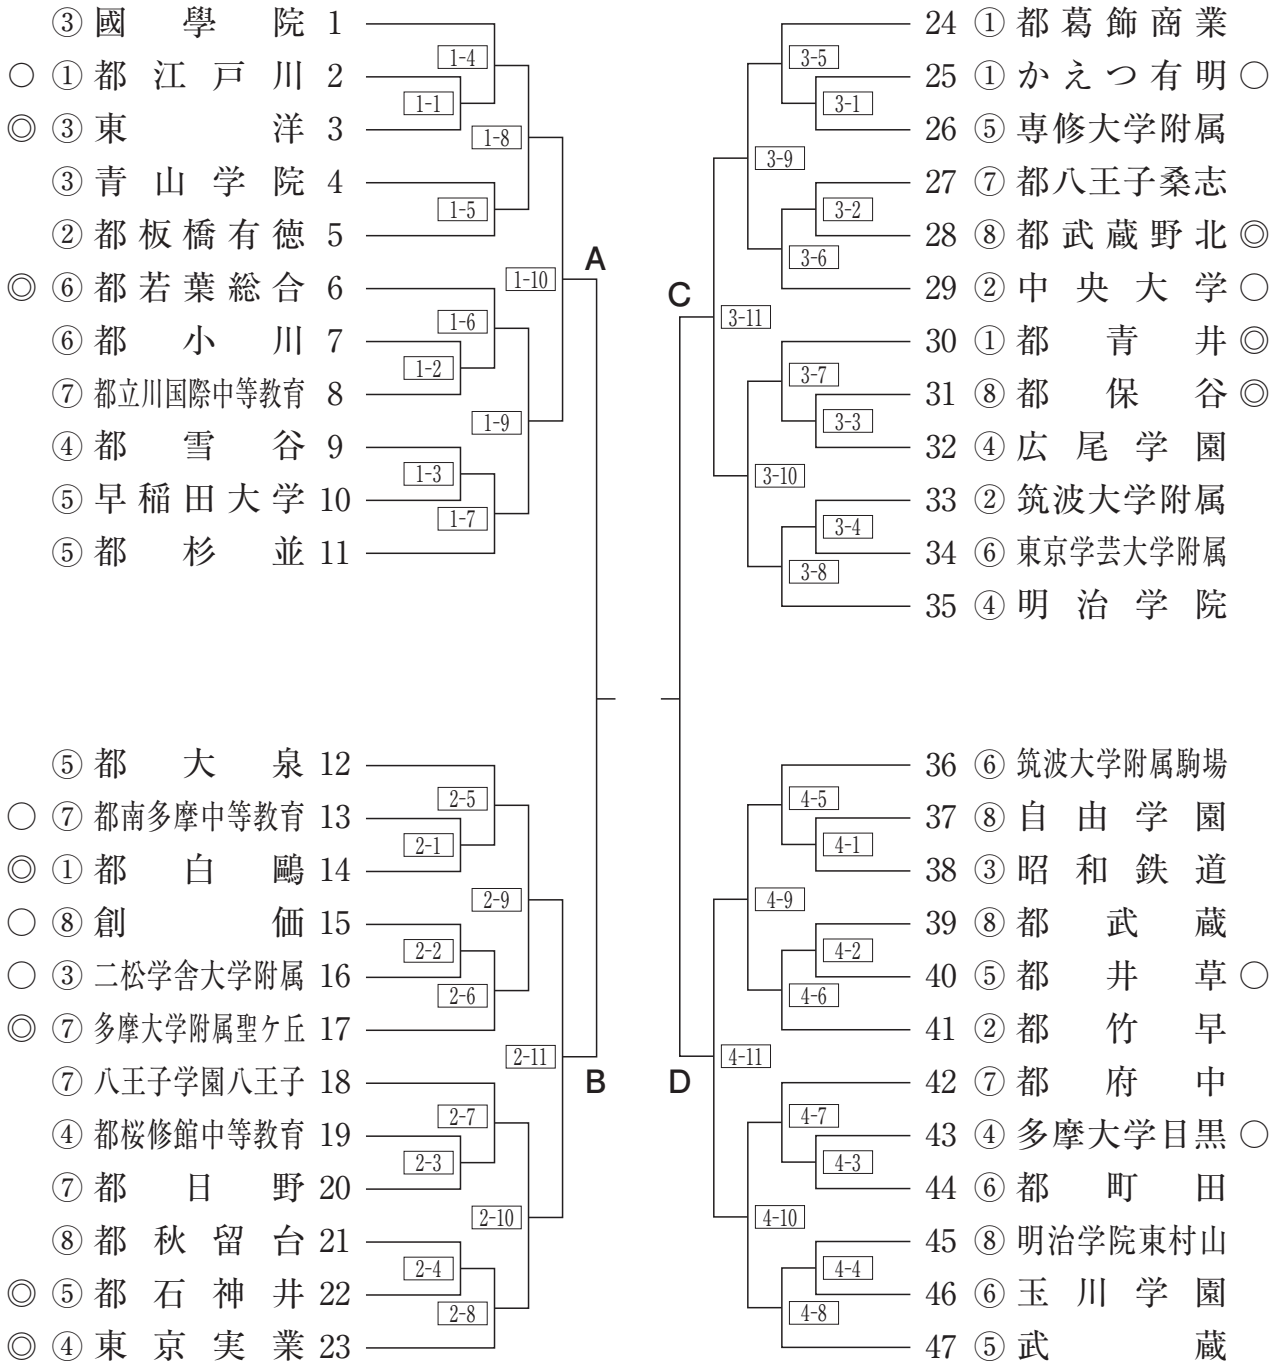 ③ 國學院 1
○ ① 都江戸川 2
◎ ③ 東洋 3
③ 青山学院 4
② 都板橋有徳 5
◎ ⑥ 都若葉総合 6
⑥ 都小川 7
⑦ 都立川国際中等教育 8
④ 都雪谷 9
⑤ 早稲田大学 10
⑤ 都杉並 11
1-4
1-1
1-8
1-5
1-10
1-6
1-2
1-9
1-3
1-7
A
⑤ 都大泉 12
○ ⑦ 都南多摩中等教育 13
◎ ① 都白鷗 14
○ ⑧ 創価 15
○ ③ 二松学舎大学附属 16
◎ ⑦ 多摩大学附属聖ケ丘 17
⑦ 八王子学園八王子 18
④ 都桜修館中等教育 19
⑦ 都日野 20
⑧ 都秋留台 21
◎ ⑤ 都石神井 22
◎ ④ 東京実業 23
2-5
2-1
2-9
2-2
2-6
2-11
2-7
2-3
2-10
2-4
2-8
B
24 ① 都葛飾商業
25 ① かえつ有明 ○
26 ⑤ 専修大学附属
27 ⑦ 都八王子桑志
28 ⑧ 都武蔵野北 ◎
29 ② 中央大学 ○
30 ① 都青井 ◎
31 ⑧ 都保谷 ◎
32 ④ 広尾学園
33 ② 筑波大学附属
34 ⑥ 東京学芸大学附属
35 ④ 明治学院
3-5
3-1
3-9
3-2
3-6
3-11
3-7
3-3
3-10
3-4
3-8
C
36 ⑥ 筑波大学附属駒場
37 ⑧ 自由学園
38 ③ 昭和鉄道
39 ⑧ 都武蔵
40 ⑤ 都井草 ○
41 ② 都竹早
42 ⑦ 都府中
43 ④ 多摩大学目黒 ○
44 ⑥ 都町田
45 ⑧ 明治学院東村山
46 ⑥ 玉川学園
47 ⑤ 武蔵
4-5
4-1
4-9
4-2
4-6
4-11
4-7
4-3
4-10
4-4
4-8
D